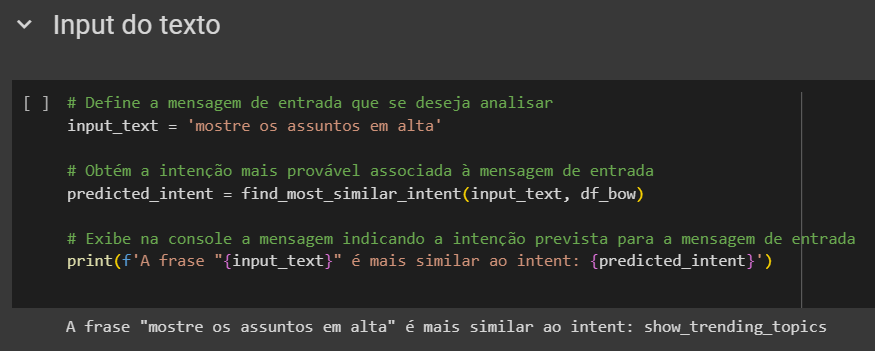 Input do texto
[ ] # Define a mensagem de entrada que se deseja analisar
input_text = 'mostre os assuntos em alta'
# Obtém a intenção mais provável associada à mensagem de entrada
predicted_intent = find_most_similar_intent(input_text, df_bow)
# Exibe na console a mensagem indicando a intenção prevista para a mensagem de entrada
print(f'A frase "{input_text}" é mais similar ao intent: {predicted_intent}')
A frase "mostre os assuntos em alta" é mais similar ao intent: show_trending_topics